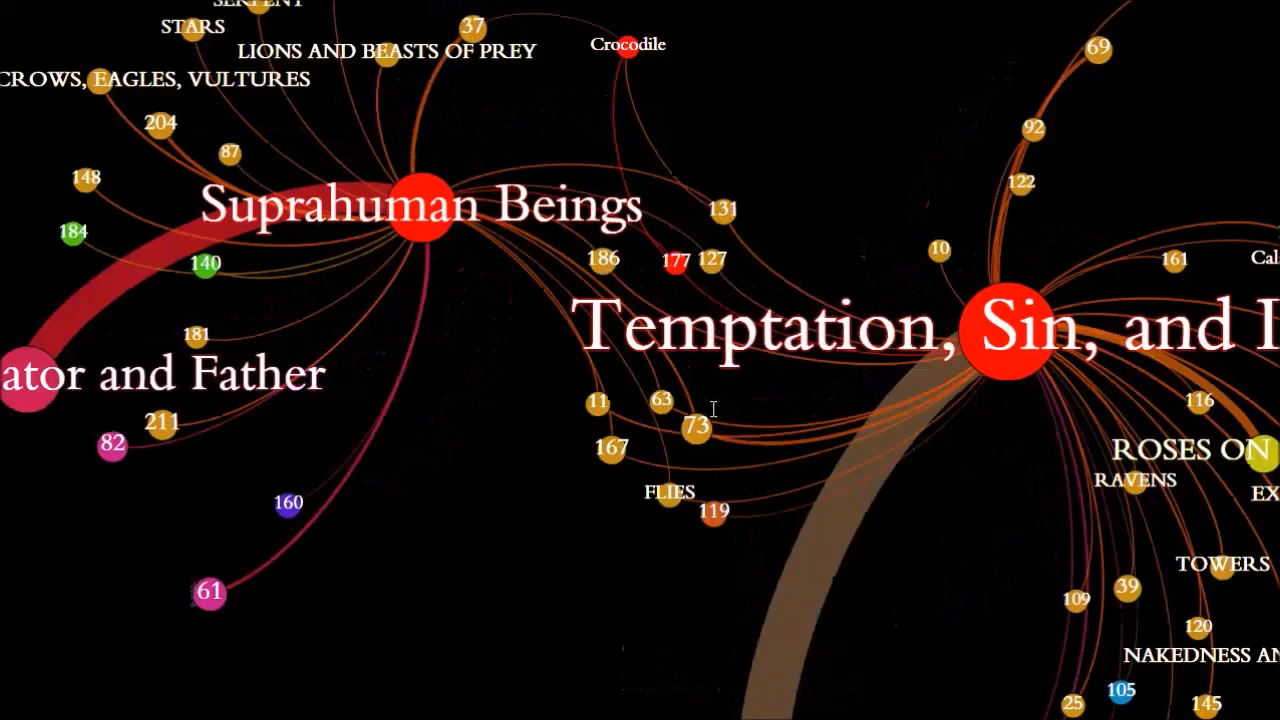 SERPENT
STARS
37
Crocodile
LIONS AND BEASTS OF PREY
69
CROWS, EAGLES, VULTURES
204
92
87
148
122
Suprahuman Beings
131
184
10
140
186
177
127
161
Temptation, Sin, and
181
ator and Father
11
63
116
211
73
82
167
ROSES ON
RAVENS
FLIES
EX
160
119
TOWERS
61
39
109
120
NAKEDNESS AN
105
25
145